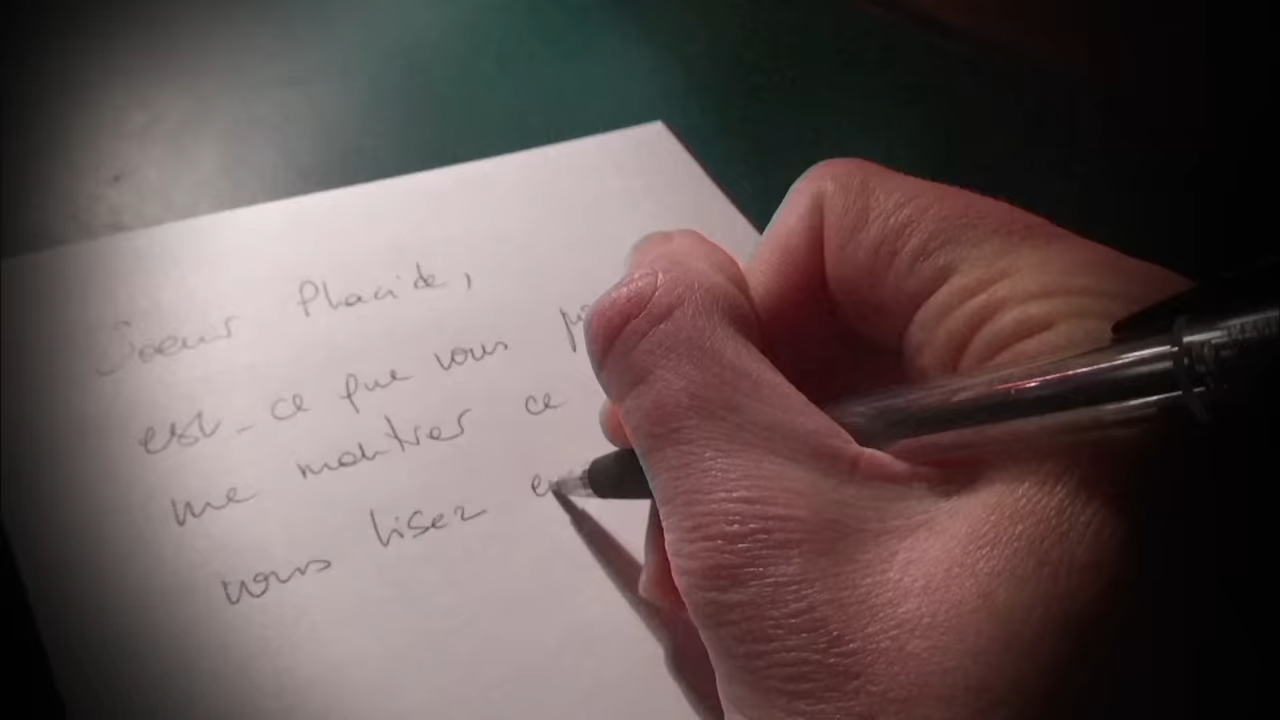 Soeur Placide,
est-ce que vous
me montrer ce
vous lisez